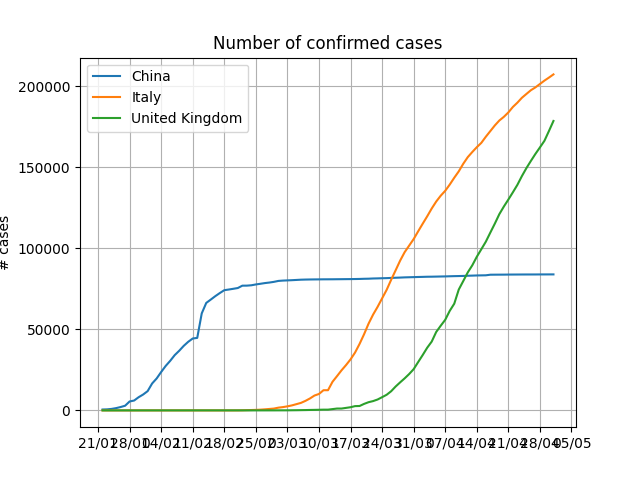 Number of confirmed cases
China
Italy
United Kingdom
200000
150000
100000
50000
0
# cases
21/01 28/01 04/02 11/02 18/02 25/02 03/03 10/03 17/03 24/03 31/03 07/04 14/04 21/04 28/04 05/05